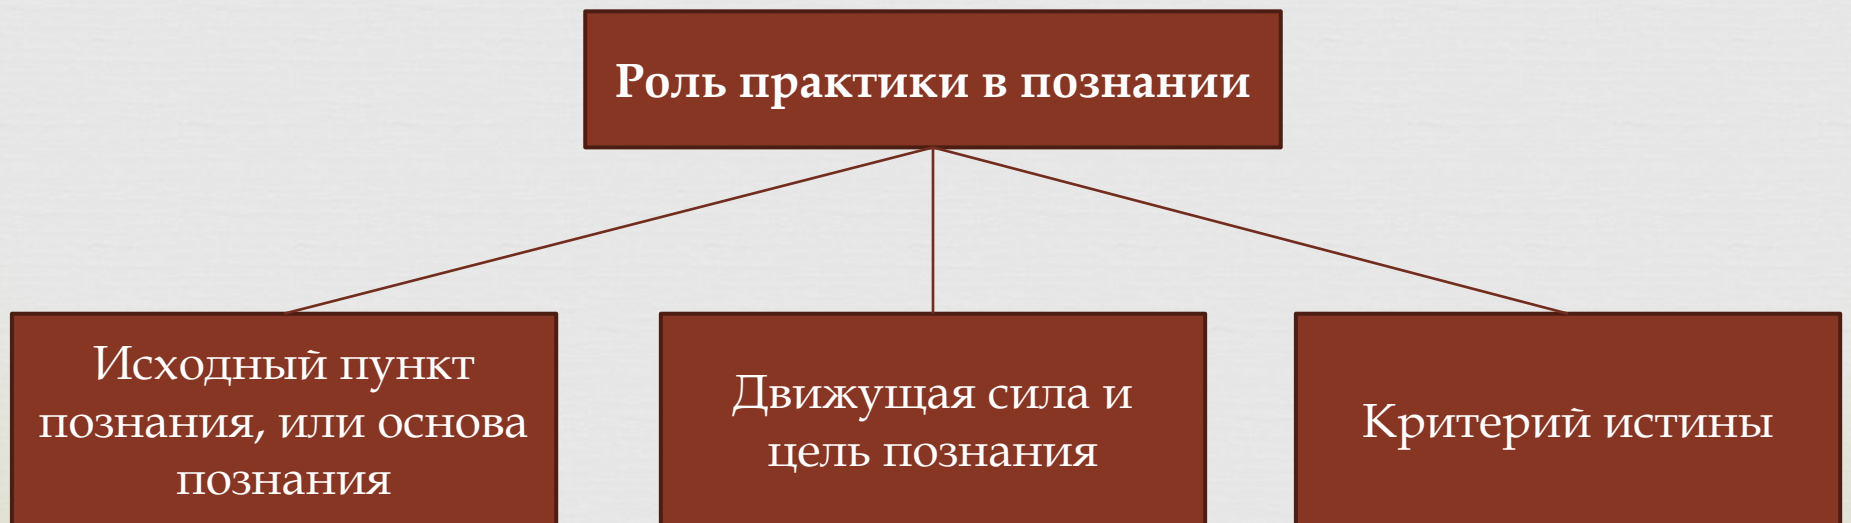 Роль практики в познании
Исходный пункт
познания, или основа
познания
Движущая сила и
цель познания
Критерий истины